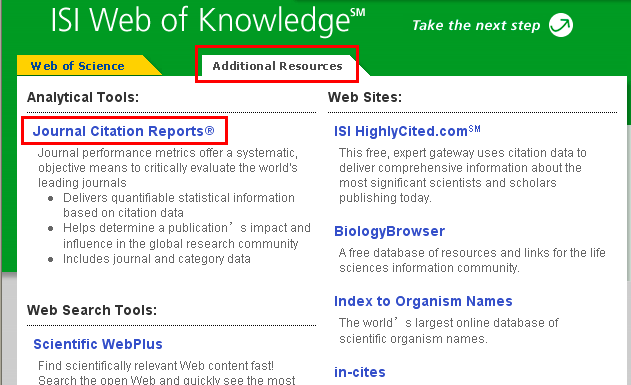 ISI Web of Knowledge℠
Take the next step
Web of Science
Additional Resources
Analytical Tools:
Journal Citation Reports®
Journal performance metrics offer a systematic,
objective means to critically evaluate the world's
leading journals
• Delivers quantifiable statistical information
based on citation data
• Helps determine a publication’s impact and
influence in the global research community
• Includes journal and category data
Web Search Tools:
Scientific WebPlus
Find scientifically relevant Web content fast!
Search the open Web and quickly see the most
Web Sites:
ISI HighlyCited.com℠
This free, expert gateway uses citation data to
deliver comprehensive information about the
most significant scientists and scholars
publishing today.
BiologyBrowser
A free database of resources and links for the life
sciences information community.
Index to Organism Names
The world’s largest online database of
scientific organism names.
in-cites